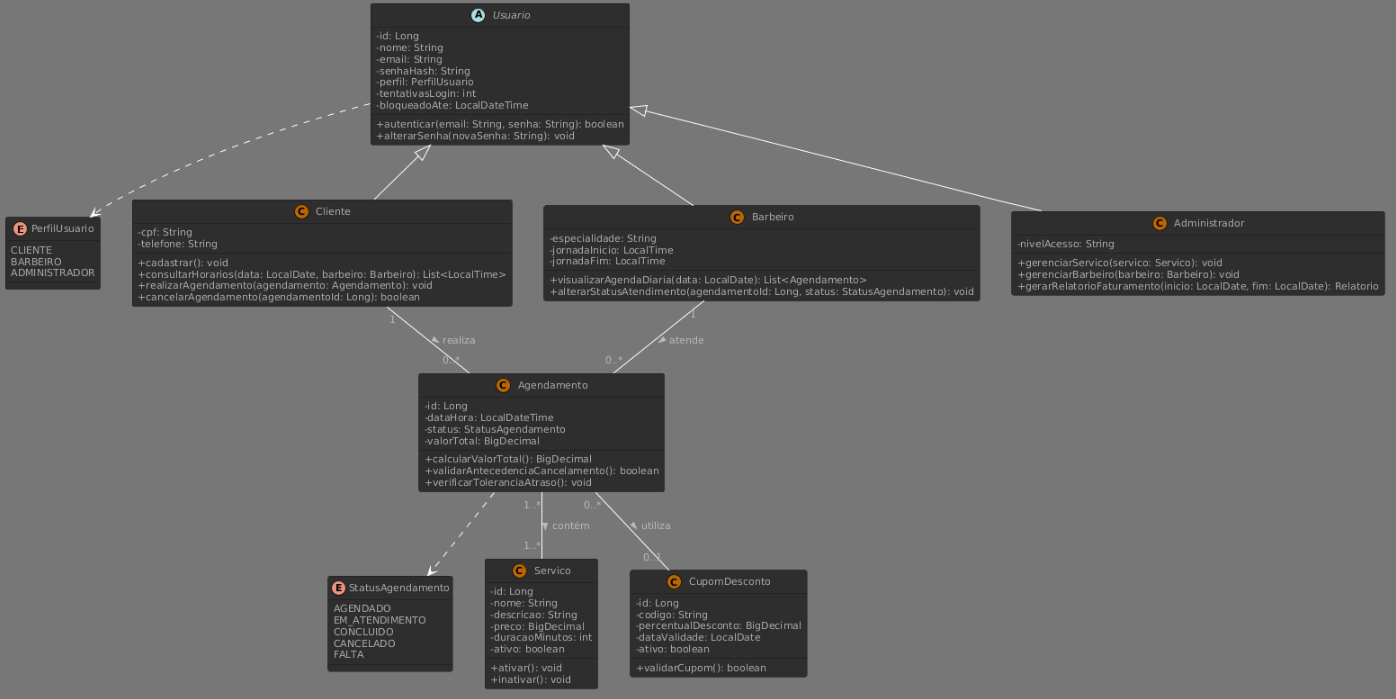 A Usuario
-id: Long
-nome: String
-email: String
-senhaHash: String
-perfil: PerfilUsuario
-tentativasLogin: int
-bloqueadoAte: LocalDateTime
+autenticar(email: String, senha: String): boolean
+alterarSenha(novaSenha: String): void
E PerfilUsuario
CLIENTE
BARBEIRO
ADMINISTRADOR
C Cliente
-cpf: String
-telefone: String
+cadastrar(): void
+consultarHorarios(data: LocalDate, barbeiro: Barbeiro): List<LocalTime>
+realizarAgendamento(agendamento: Agendamento): void
+cancelarAgendamento(agendamentoId: Long): boolean
C Barbeiro
-especialidade: String
-jornadaInicio: LocalTime
-jornadaFim: LocalTime
+visualizarAgendaDiaria(data: LocalDate): List<Agendamento>
+alterarStatusAtendimento(agendamentoId: Long, status: StatusAgendamento): void
C Administrador
-nivelAcesso: String
+gerenciarServico(servico: Servico): void
+gerenciarBarbeiro(barbeiro: Barbeiro): void
+gerarRelatorioFaturamento(inicio: LocalDate, fim: LocalDate): Relatorio
1
realiza
0..*
1
atende
0..*
C Agendamento
-id: Long
-dataHora: LocalDateTime
-status: StatusAgendamento
-valorTotal: BigDecimal
+calcularValorTotal(): BigDecimal
+validarAntecedenciaCancelamento(): boolean
+verificarToleranciaAtraso(): void
1..*
contém
1..*
0..*
utiliza
0..1
E StatusAgendamento
AGENDADO
EM_ATENDIMENTO
CONCLUIDO
CANCELADO
FALTA
C Servico
-id: Long
-nome: String
-descricao: String
-preco: BigDecimal
-duracaoMinutos: int
-ativo: boolean
+ativar(): void
+inativar(): void
C CupomDesconto
-id: Long
-codigo: String
-percentualDesconto: BigDecimal
-dataValidade: LocalDate
-ativo: boolean
+validarCupom(): boolean